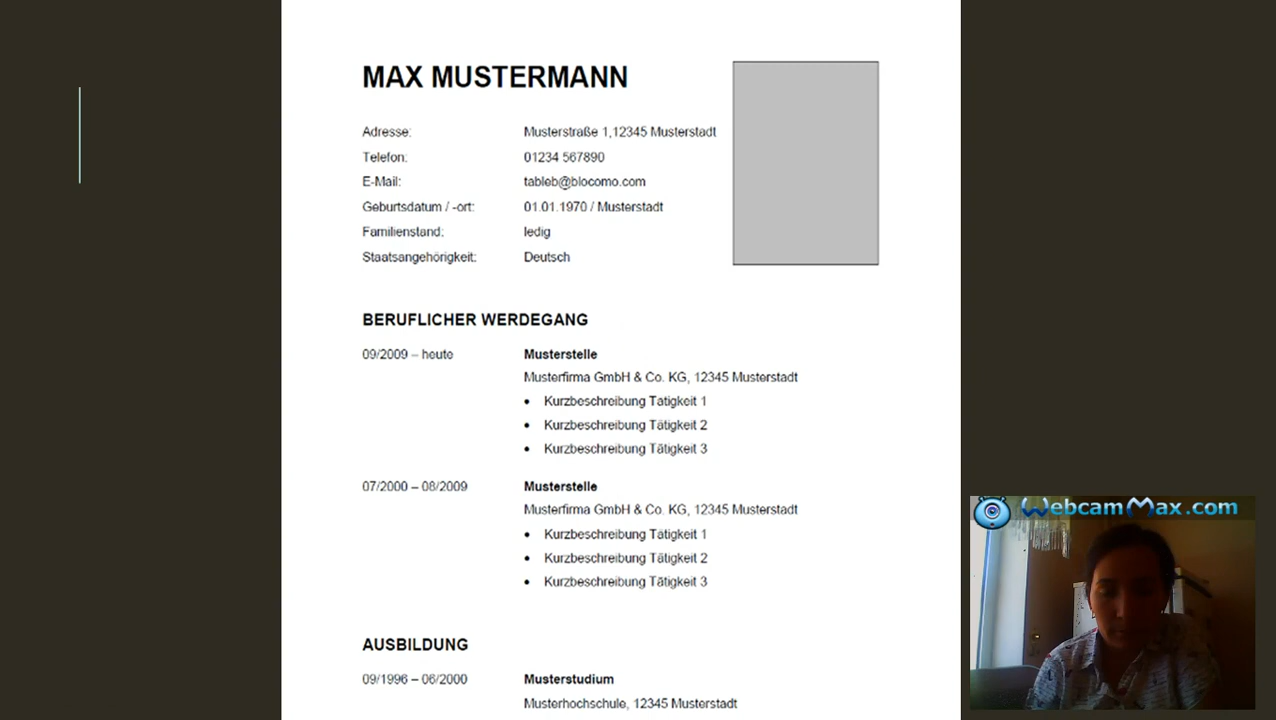 MAX MUSTERMANN
Adresse: Musterstraße 1,12345 Musterstadt
Telefon: 01234 567890
E-Mail: tableb@blocomo.com
Geburtsdatum / -ort: 01.01.1970 / Musterstadt
Familienstand: ledig
Staatsangehörigkeit: Deutsch
BERUFLICHER WERDEGANG
09/2009 – heute Musterstelle
Musterfirma GmbH & Co. KG, 12345 Musterstadt
• Kurzbeschreibung Tätigkeit 1
• Kurzbeschreibung Tätigkeit 2
• Kurzbeschreibung Tätigkeit 3
07/2000 – 08/2009 Musterstelle
Musterfirma GmbH & Co. KG, 12345 Musterstadt
• Kurzbeschreibung Tätigkeit 1
• Kurzbeschreibung Tätigkeit 2
• Kurzbeschreibung Tätigkeit 3
AUSBILDUNG
09/1996 – 06/2000 Musterstudium
Musterhochschule, 12345 Musterstadt
WebcamMax.com